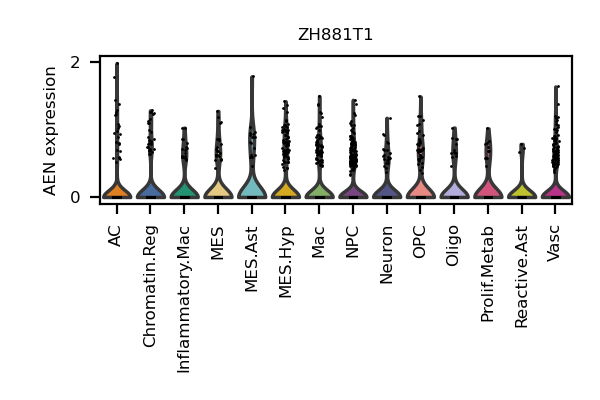 ZH881T1
AEN expression
2
0
AC
Chromatin.Reg
Inflammatory.Mac
MES
MES.Ast
MES.Hyp
Mac
NPC
Neuron
OPC
Oligo
Prolif.Metab
Reactive.Ast
Vasc